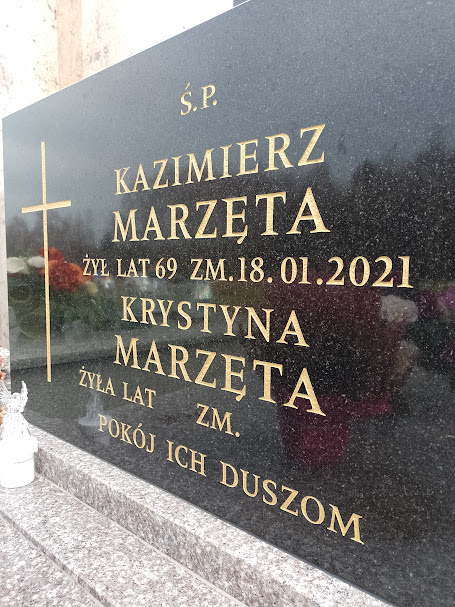 Ś.P.
KAZIMIERZ
MARZĘTA
ŻYŁ LAT 69 ZM. 18.01.2021
KRYSTYNA
MARZĘTA
ŻYŁA LAT ZM.
POKÓJ ICH DUSZOM